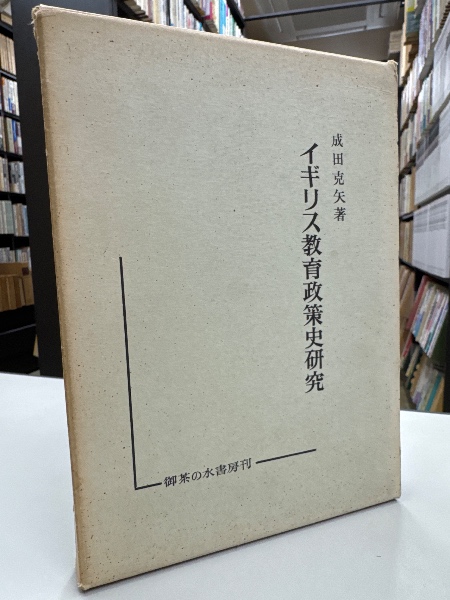 成田克矢著
イギリス教育政策史研究
御茶の水書房刊